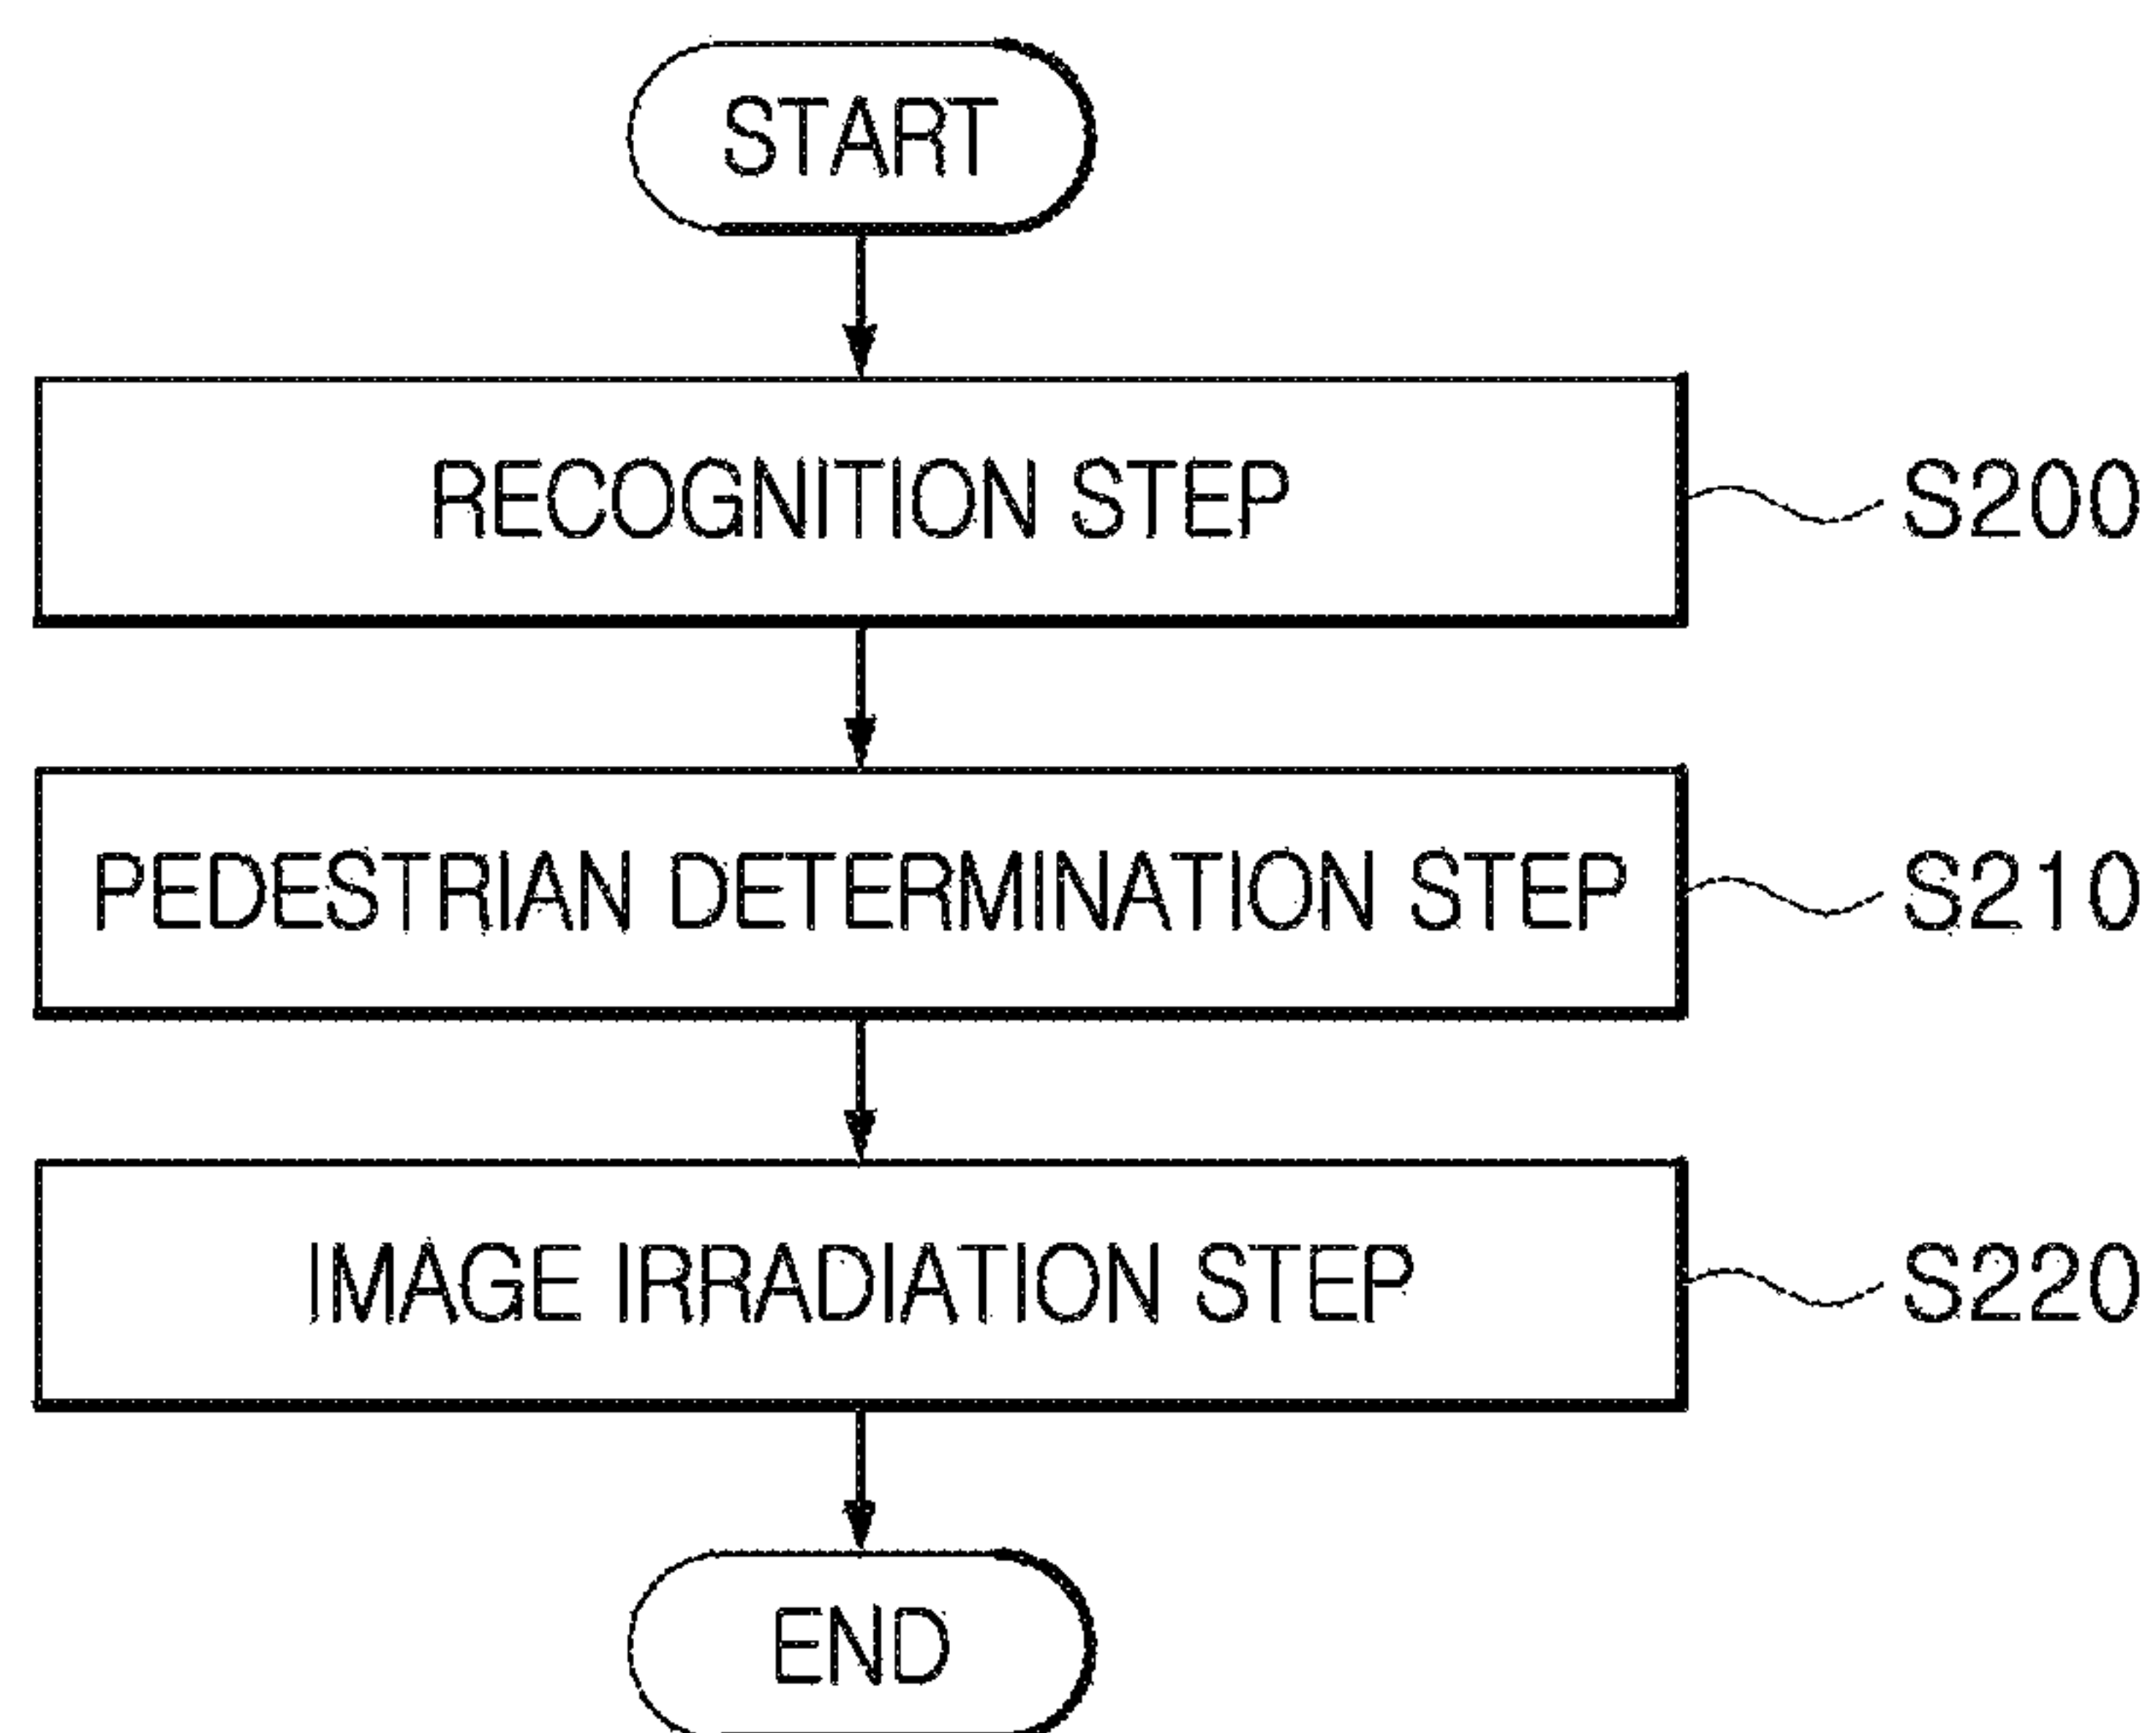 START
RECOGNITION STEP
S200
PEDESTRIAN DETERMINATION STEP
S210
IMAGE IRRADIATION STEP
S220
END